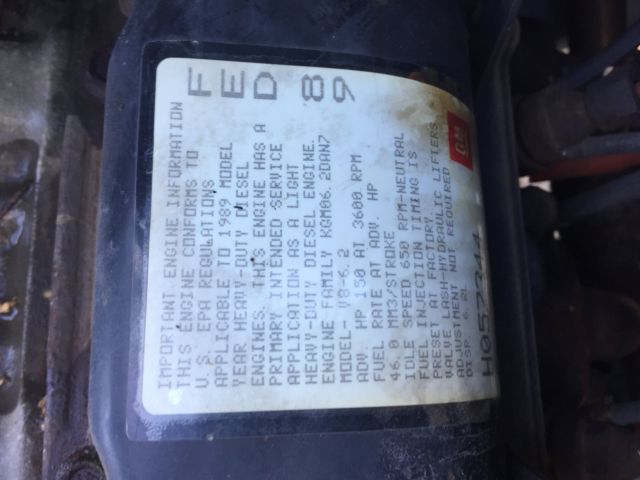 FED 89
IMPORTANT ENGINE INFORMATION
THIS ENGINE CONFORMS TO
U.S. EPA REGULATIONS
APPLICABLE TO 1989 MODEL
YEAR HEAVY-DUTY DIESEL
ENGINES. THIS ENGINE HAS A
PRIMARY INTENDED SERVICE
APPLICATION AS A LIGHT
HEAVY-DUTY DIESEL ENGINE.
ENGINE FAMILY KGM06.2DAN7
MODEL- V8-6.2
ADV. HP 150 AT 3600 RPM
FUEL RATE AT ADV. HP
46.0 MM3/STROKE
IDLE SPEED 650 RPM-NEUTRAL
FUEL INJECTION TIMING IS
PRESET AT FACTORY.
VALVE LASH-HYDRAULIC LIFTERS
ADJUSTMENT NOT REQUIRED
DISP. 6.2L
GM
H057344